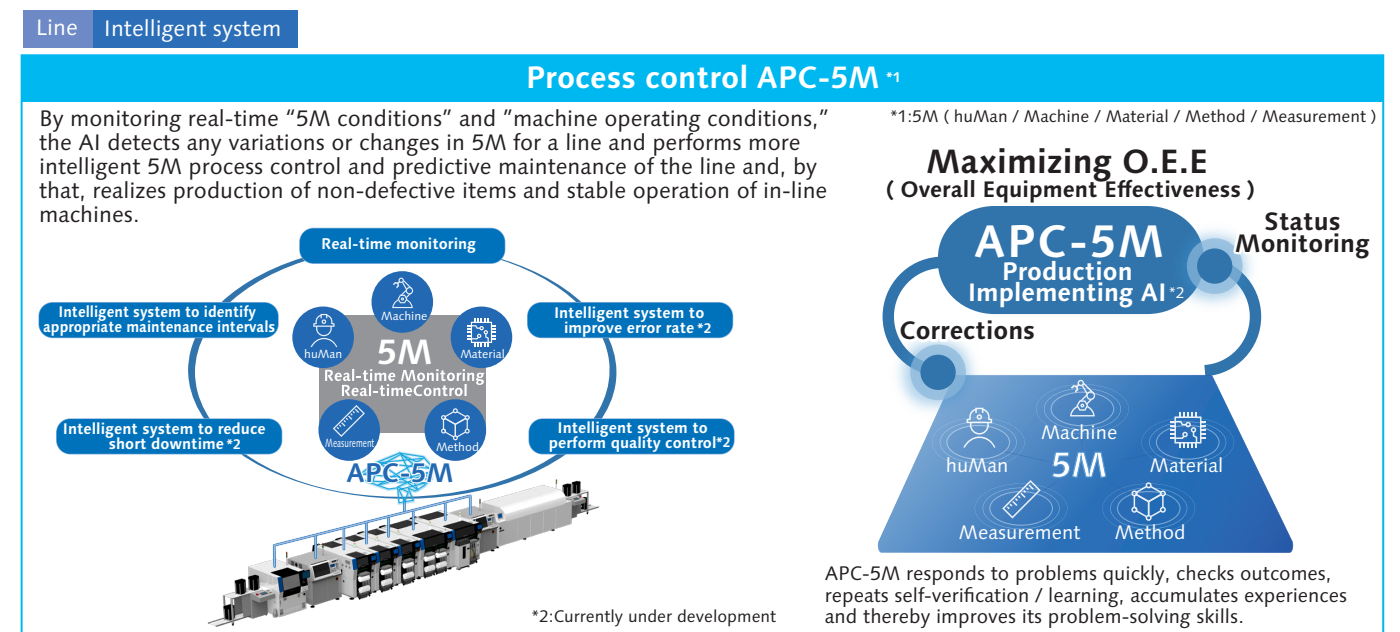 Line Intelligent system
Process control APC-5M *1
By monitoring real-time “5M conditions” and ”machine operating conditions,”
the AI detects any variations or changes in 5M for a line and performs more
intelligent 5M process control and predictive maintenance of the line and, by
that, realizes production of non-defective items and stable operation of in-line
machines.
Real-time monitoring
Intelligent system to identify
appropriate maintenance intervals
Intelligent system to
improve error rate *2
Machine
huMan
Material
5M
Real-time Monitoring
Real-timeControl
Measurement
Method
Intelligent system to reduce
short downtime *2
Intelligent system to
perform quality control*2
APC-5M
*2:Currently under development
*1:5M ( huMan / Machine / Material / Method / Measurement )
Maximizing O.E.E
( Overall Equipment Effectiveness )
APC-5M
Production
Implementing AI *2
Status
Monitoring
Corrections
Machine
huMan
5M
Material
Measurement
Method
APC-5M responds to problems quickly, checks outcomes,
repeats self-verification / learning, accumulates experiences
and thereby improves its problem-solving skills.